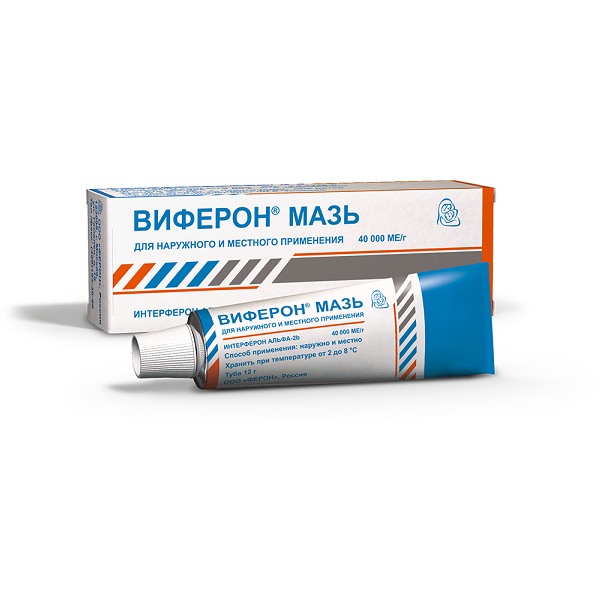 ВИФЕРОН® МАЗЬ
ДЛЯ НАРУЖНОГО И МЕСТНОГО ПРИМЕНЕНИЯ 40 000 МЕ/г
ИНТЕРФЕРОН
ВИФЕРОН® МАЗЬ
ДЛЯ НАРУЖНОГО И МЕСТНОГО ПРИМЕНЕНИЯ
ИНТЕРФЕРОН АЛЬФА-2b 40 000 МЕ/г
Способ применения: наружно и местно
Хранить при температуре от 2 до 8 °С
Туба 12 г
ООО «ФЕРОН», Россия